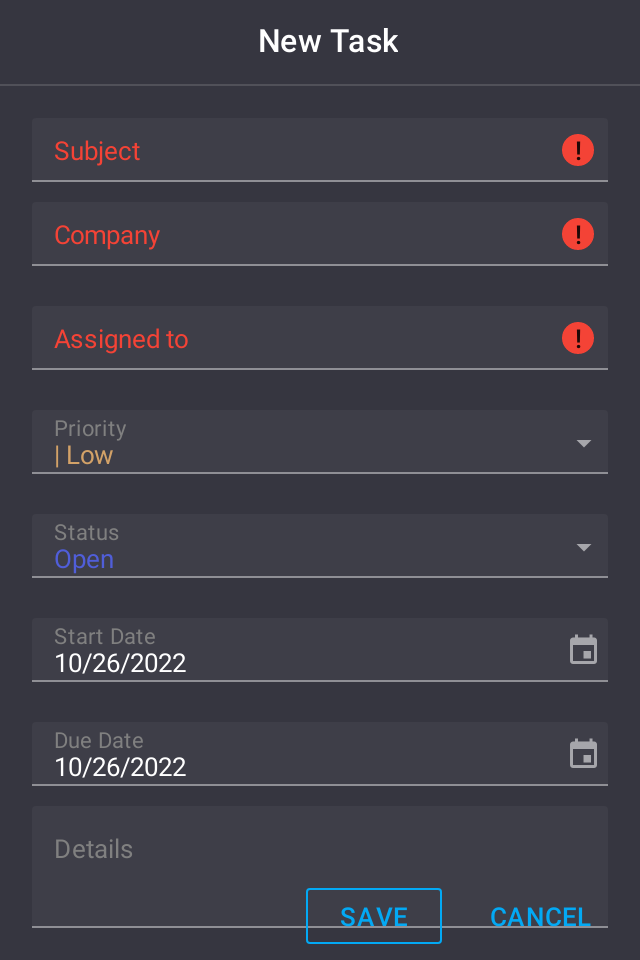 New Task
Subject
!
Company
!
Assigned to
!
Priority
| Low
Status
Open
Start Date
10/26/2022
Due Date
10/26/2022
Details
SAVE CANCEL